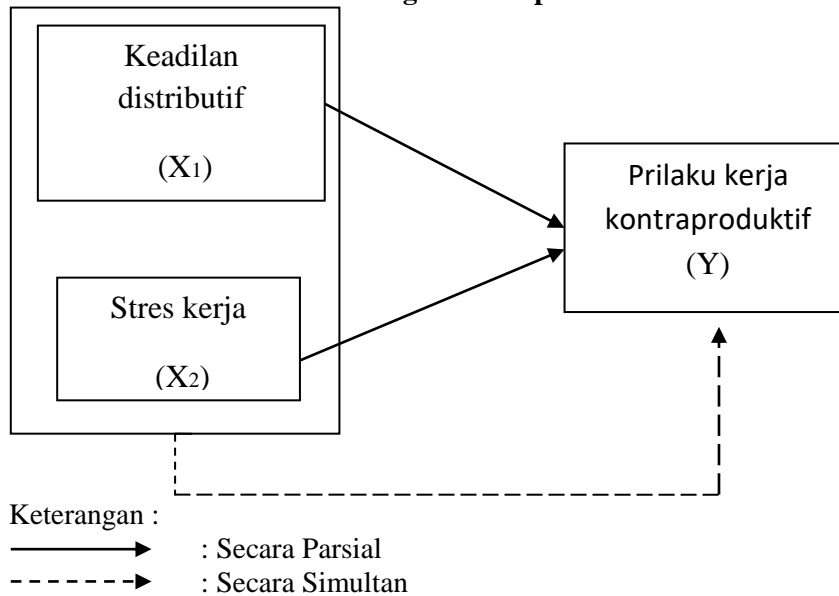 Keadilan
distributif
(X1)
Stres kerja
(X2)
Prilaku kerja
kontraproduktif
(Y)
Keterangan :
: Secara Parsial
: Secara Simultan